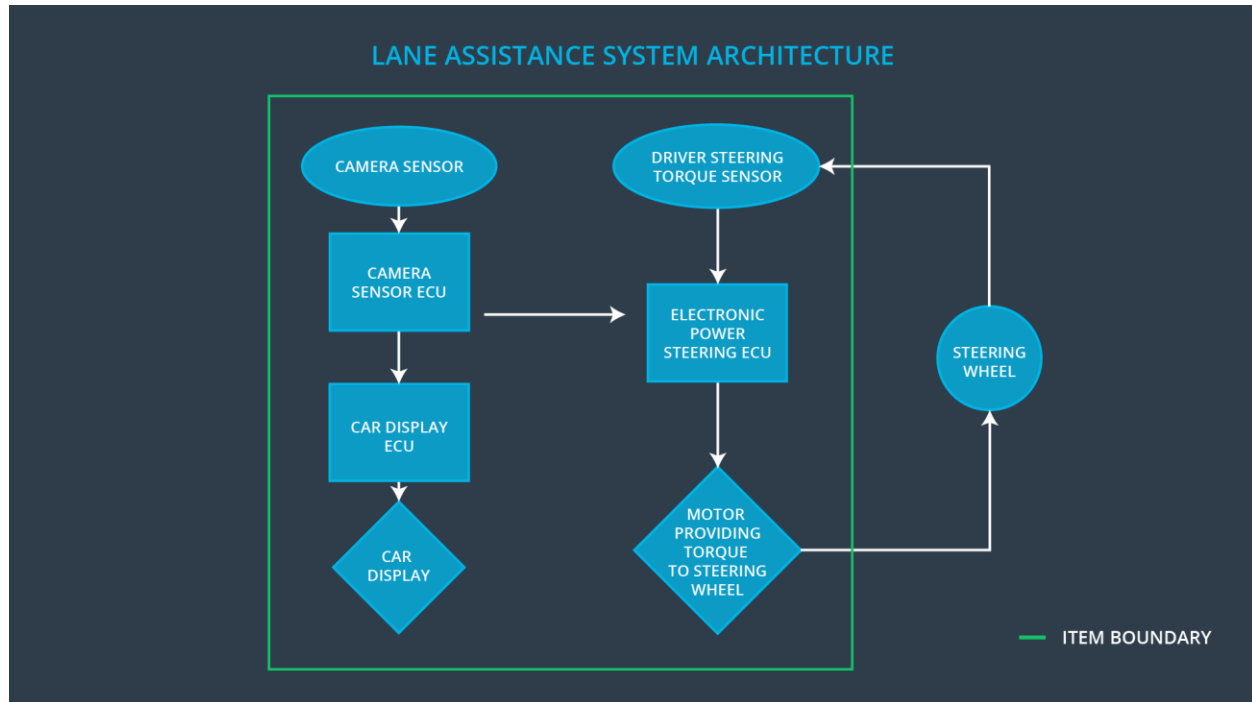 LANE ASSISTANCE SYSTEM ARCHITECTURE
CAMERA SENSOR
CAMERA
SENSOR ECU
CAR DISPLAY
ECU
CAR
DISPLAY
DRIVER STEERING
TORQUE SENSOR
ELECTRONIC
POWER
STEERING ECU
MOTOR
PROVIDING
TORQUE
TO STEERING
WHEEL
STEERING
WHEEL
ITEM BOUNDARY